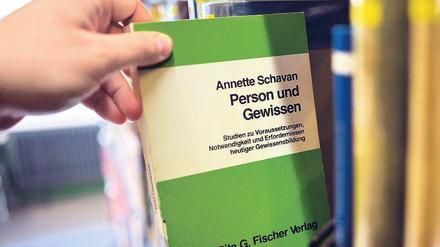 Annette Schavan
Person und
Gewissen
Studien zu Voraussetzungen,
Notwendigkeit und Erfordernissen
heutiger Gewissensbildung
G. Fischer Verlag